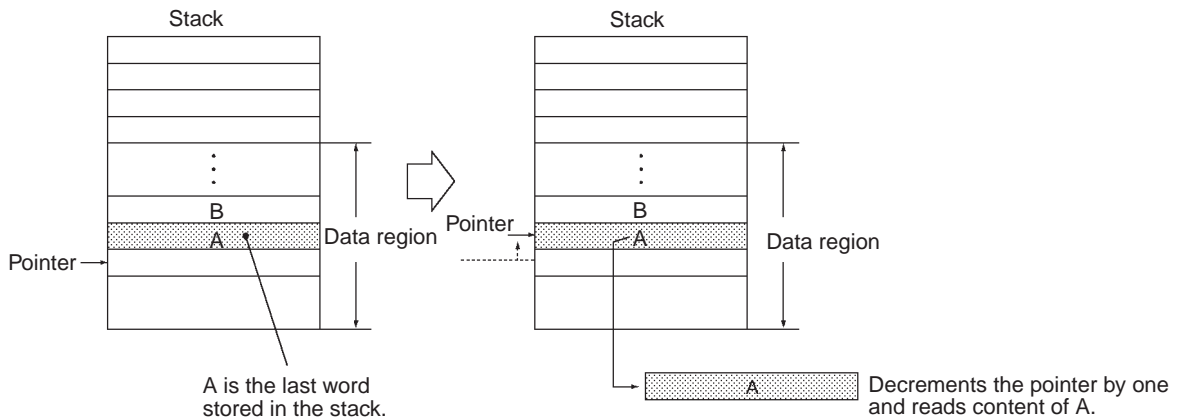 Stack
Stack
B
A
Data region
Pointer
B
A
Data region
Pointer
A is the last word
stored in the stack.
A
Decrements the pointer by one
and reads content of A.